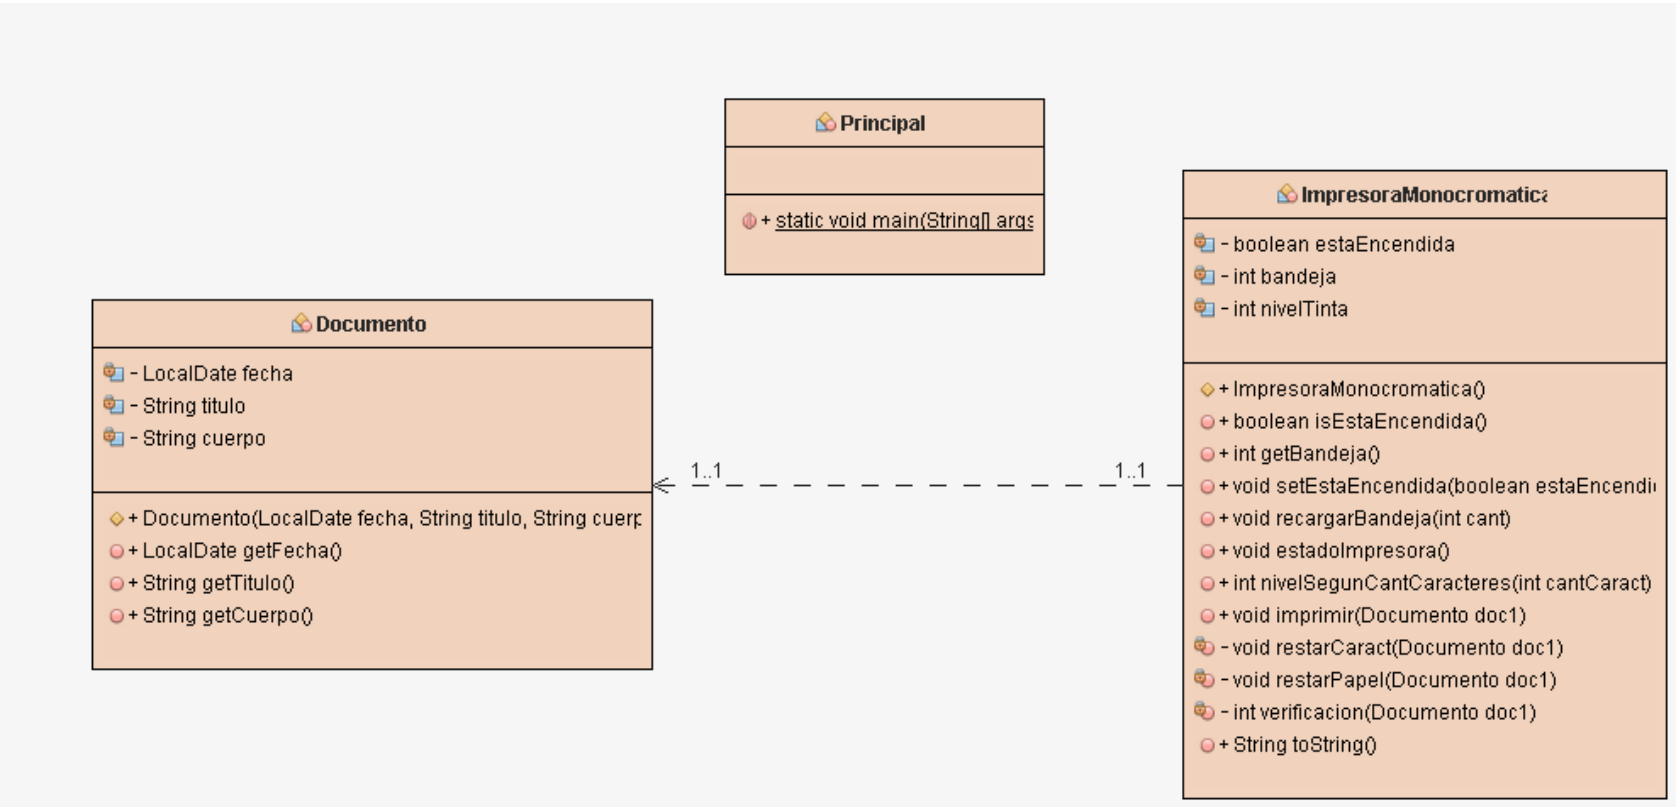 Principal
+ static void main(String[] args
Documento
- LocalDate fecha
- String titulo
- String cuerpo
+ Documento(LocalDate fecha, String titulo, String cuerp
+ LocalDate getFecha()
+ String getTitulo()
+ String getCuerpo()
1..1
1..1
ImpresoraMonocromatica
- boolean estaEncendida
- int bandeja
- int nivelTinta
+ ImpresoraMonocromatica()
+ boolean isEstaEncendida()
+ int getBandeja()
+ void setEstaEncendida(boolean estaEncendi
+ void recargarBandeja(int cant)
+ void estadoImpresora()
+ int nivelSegunCantCaracteres(int cantCaract)
+ void imprimir(Documento doc1)
- void restarCaract(Documento doc1)
- void restarPapel(Documento doc1)
- int verificacion(Documento doc1)
+ String toString()